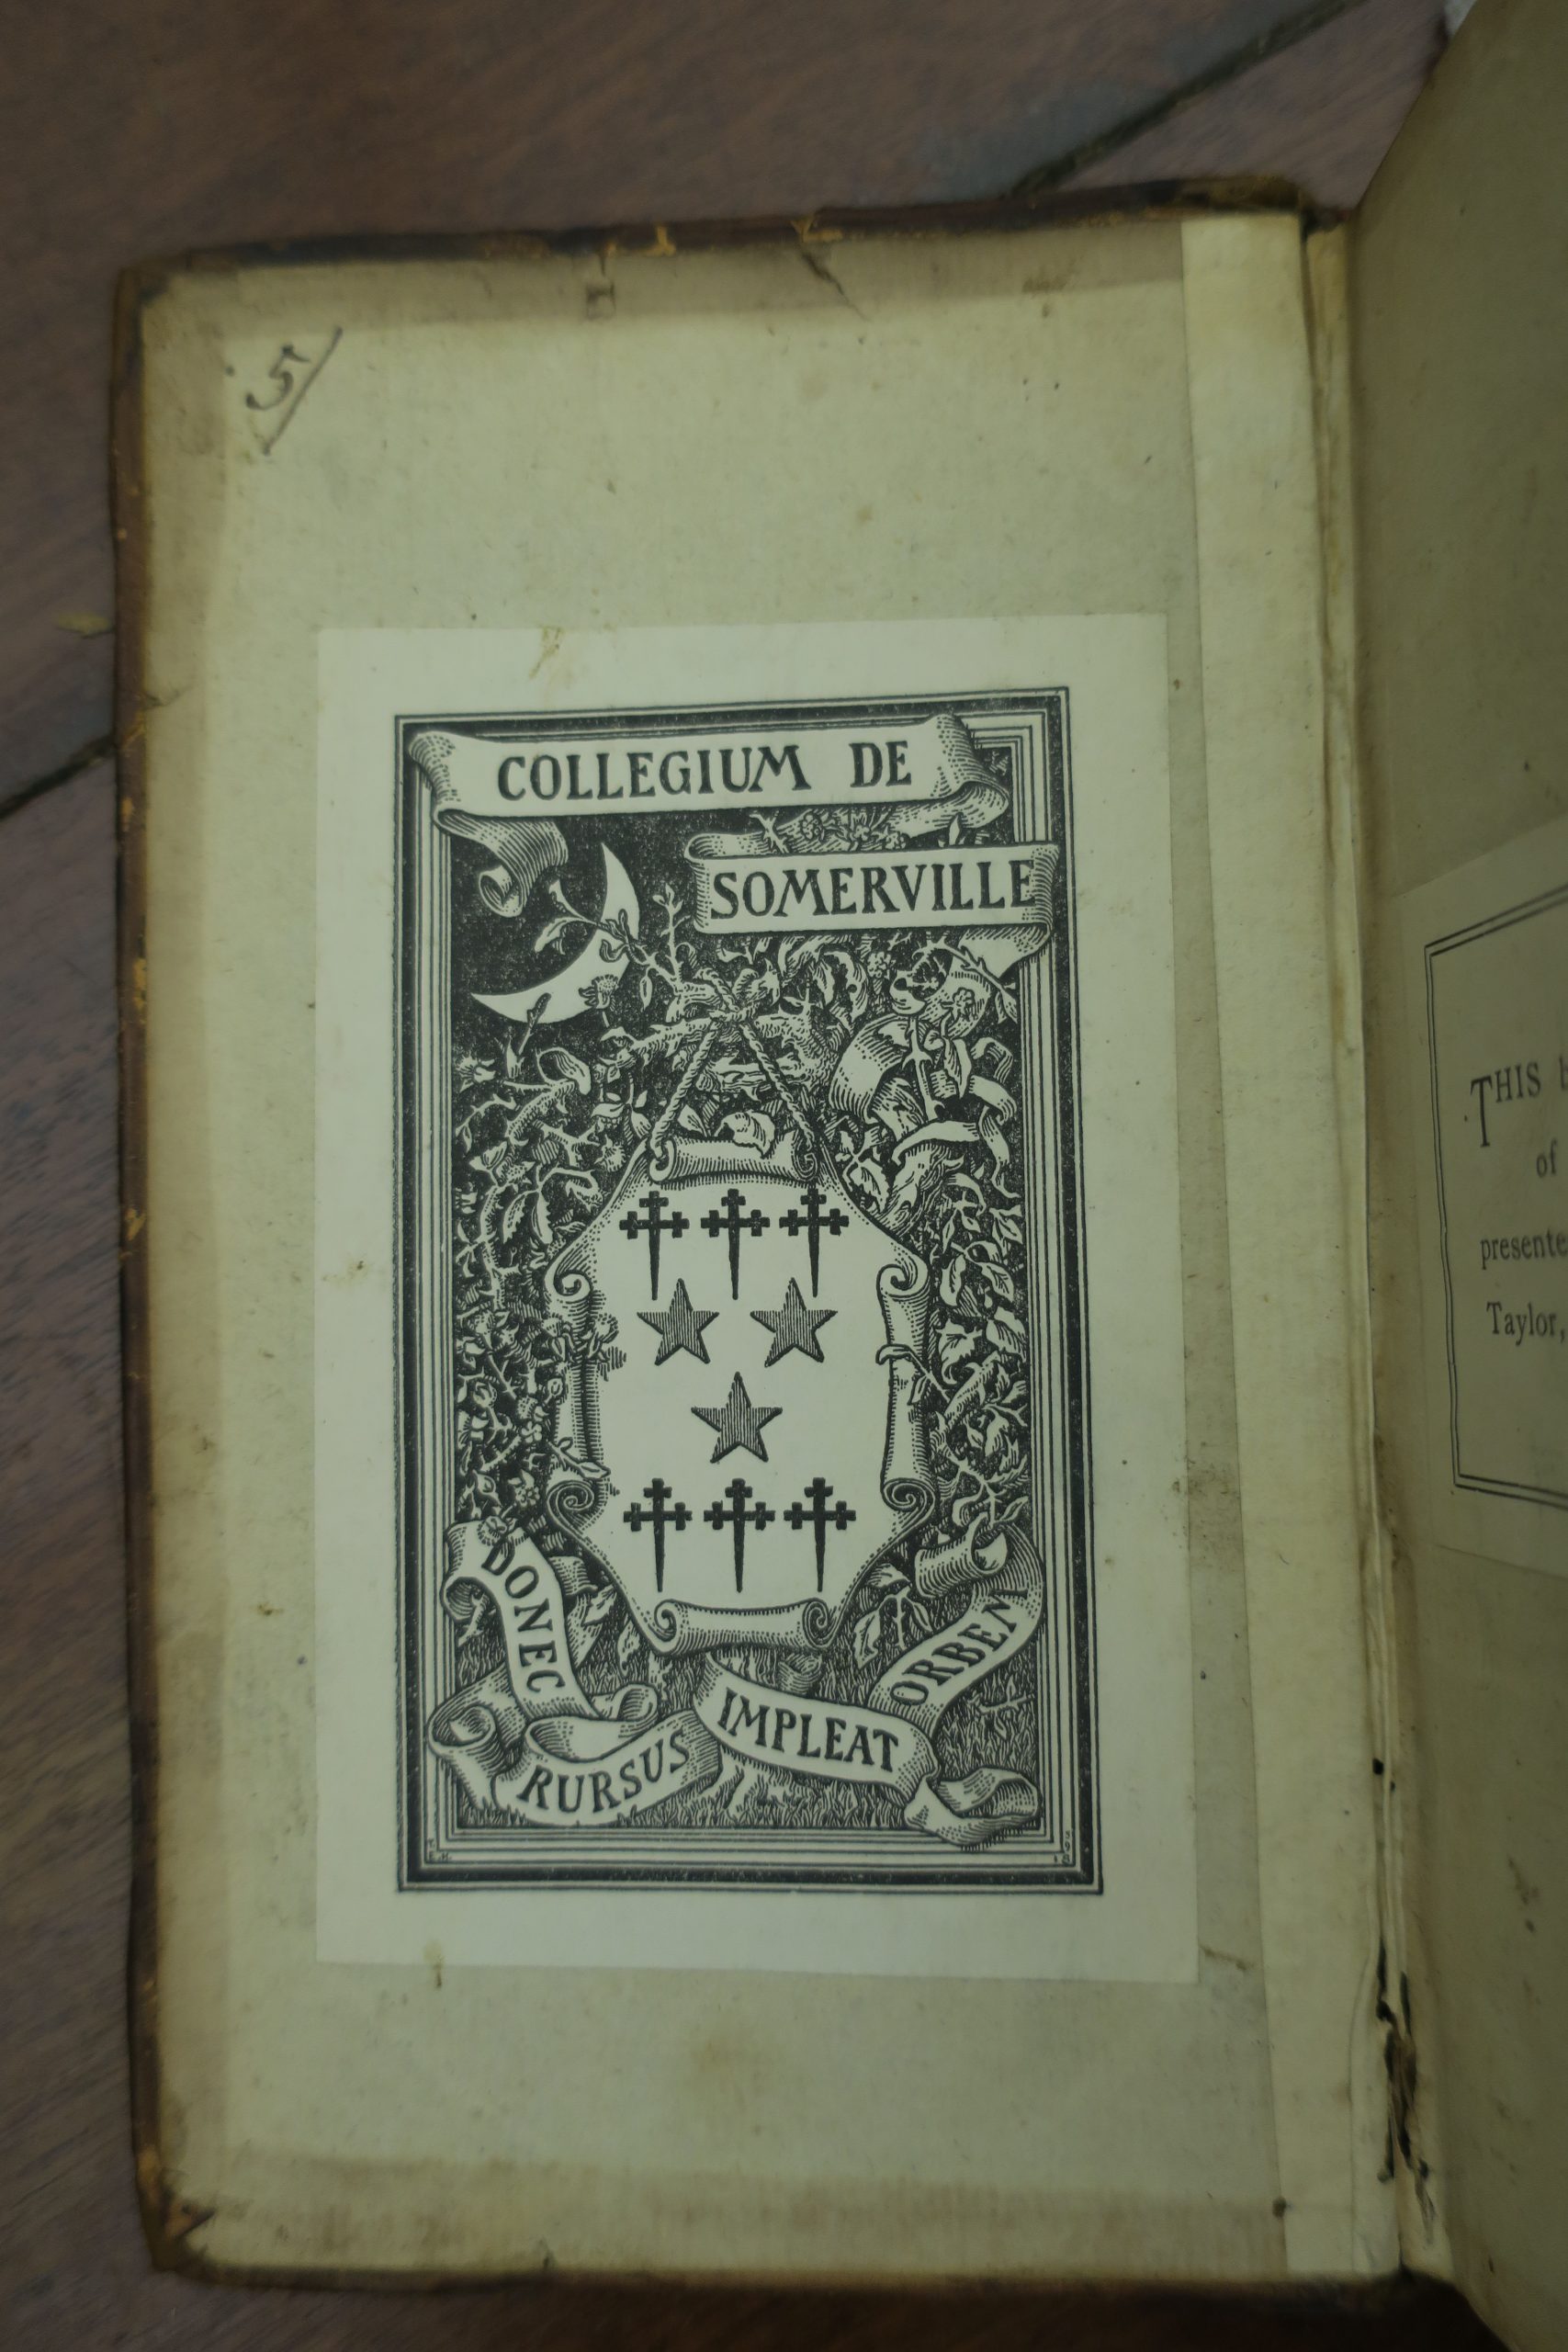 5/
COLLEGIUM DE
SOMERVILLE
DONEC
RURSUS
IMPLEAT
ORBEM
THIS
of
presente
Taylor,